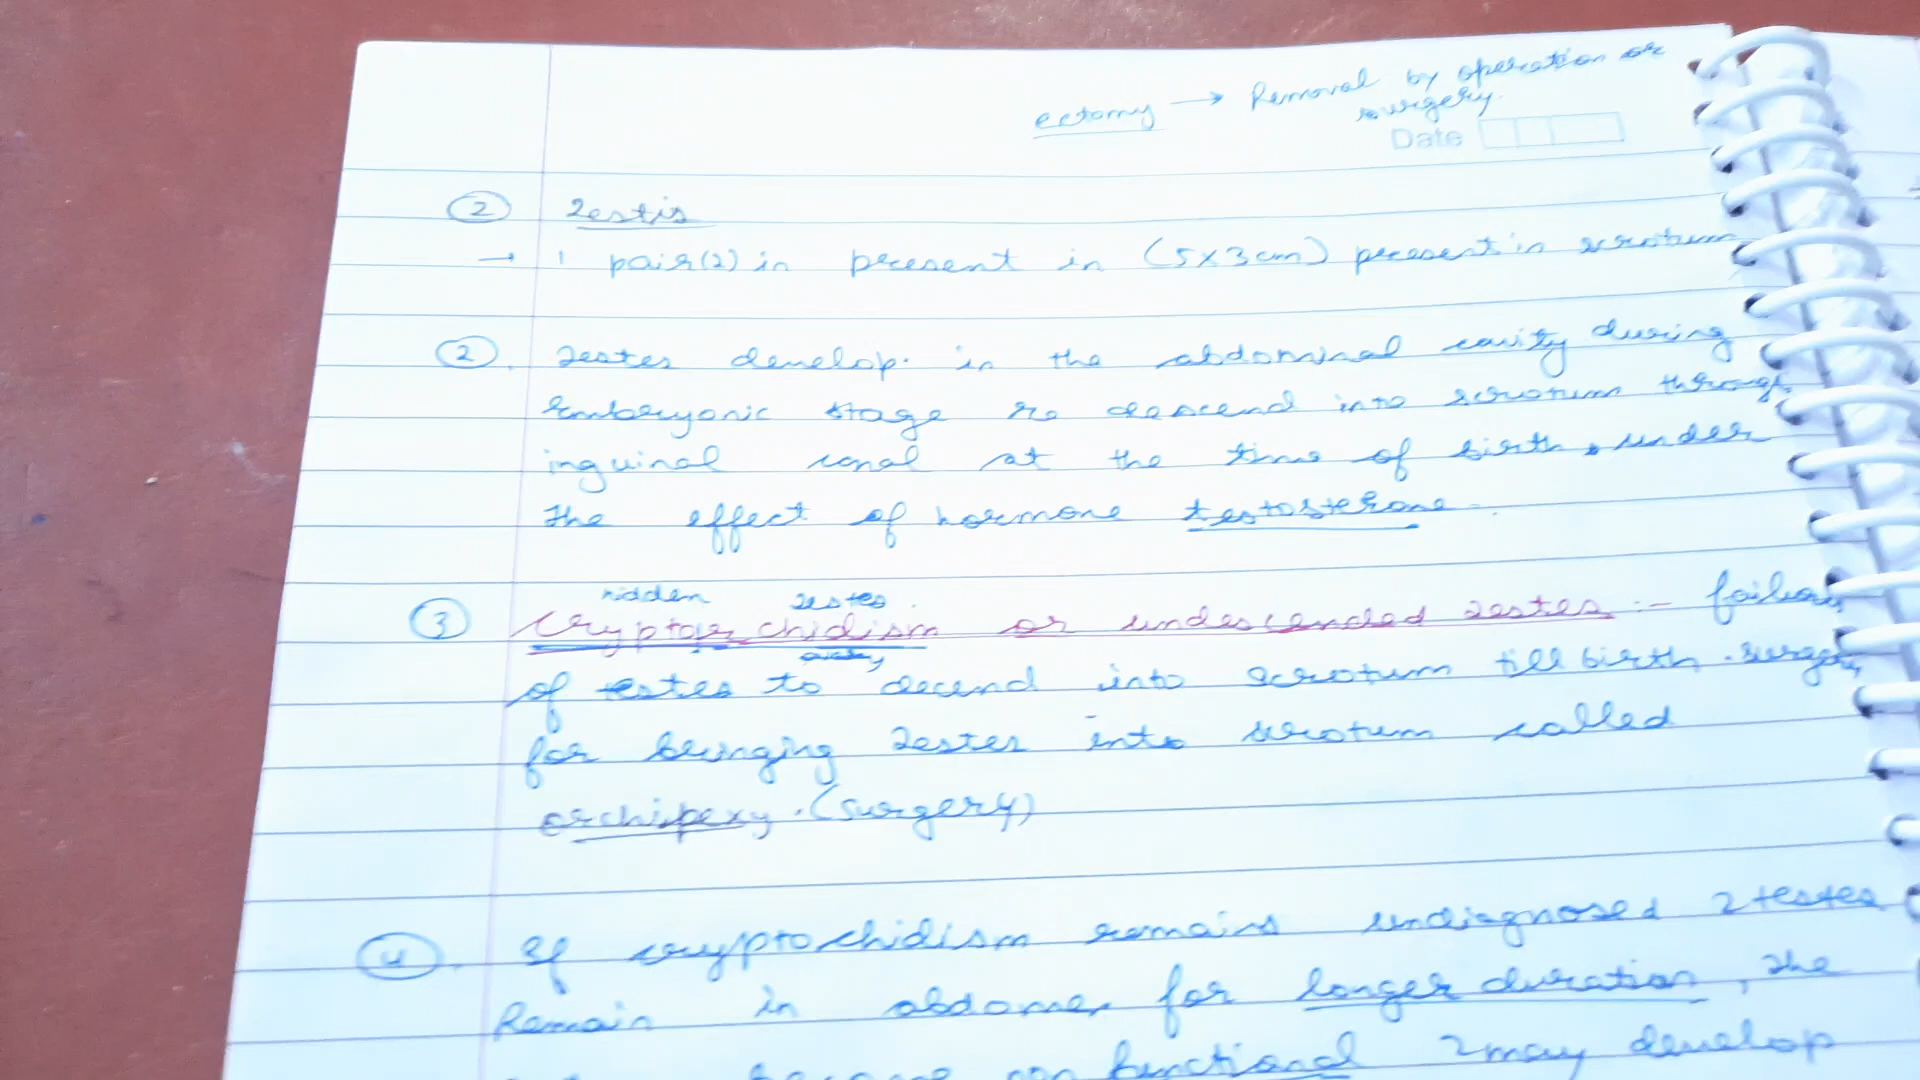 ectomy → Removal by operation or
surgery.
Date
② Testis
→ 1 pair(2) in present in (5x3cm) present in scrotum
②. Testes develop. in the abdominal cavity during
Embryonic stage & descend into scrotum through
inguinal canal at the time of birth, under
the effect of hormone testosterone.
hidden testes.
③ Cryptorchidism or undescended testes :- failure
of testes to decend into scrotum till birth. surgery
for bringing testes into scrotum called
orchipexy. (surgery)
④. If cryptochidism remains undiagnosed & testes
Remain in abdomen for longer duration, the
become non functional & may develop